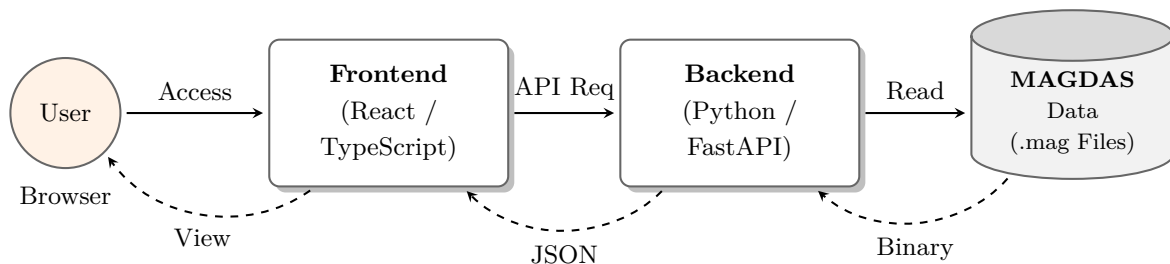 User
Browser
Access
Frontend
(React /
TypeScript)
API Req
Backend
(Python /
FastAPI)
Read
MAGDAS
Data
(.mag Files)
View
JSON
Binary